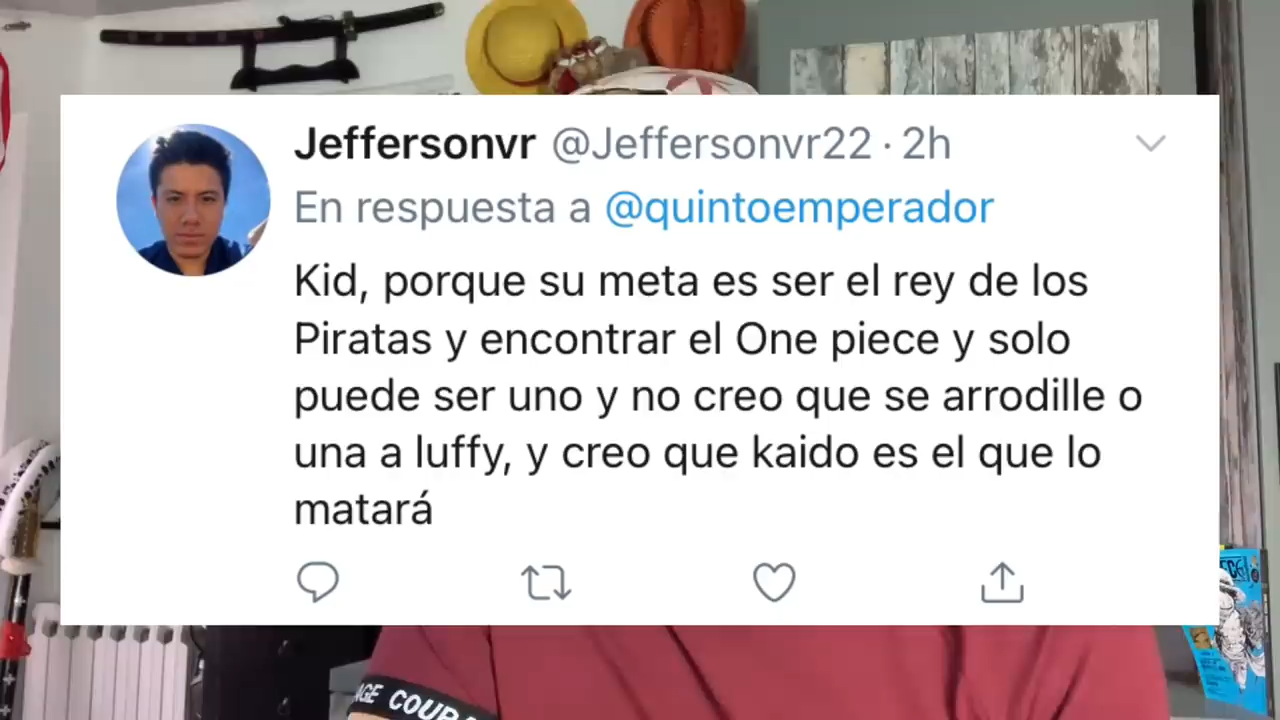 Jeffersonvr @Jeffersonvr22 · 2h
En respuesta a @quintoemperador
Kid, porque su meta es ser el rey de los
Piratas y encontrar el One piece y solo
puede ser uno y no creo que se arrodille o
una a luffy, y creo que kaido es el que lo
matará